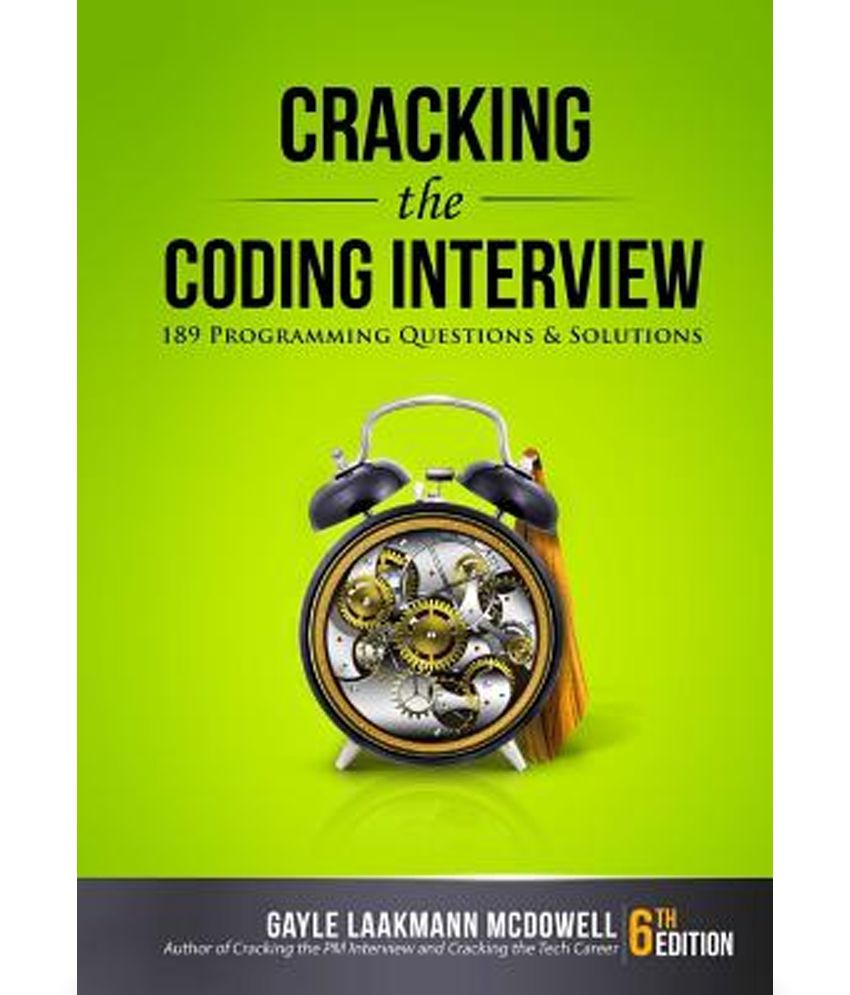 CRACKING
the
CODING INTERVIEW
189 PROGRAMMING QUESTIONS & SOLUTIONS
GAYLE LAAKMANN MCDOWELL
Author of Cracking the PM Interview and Cracking the Tech Career
6TH
EDITION